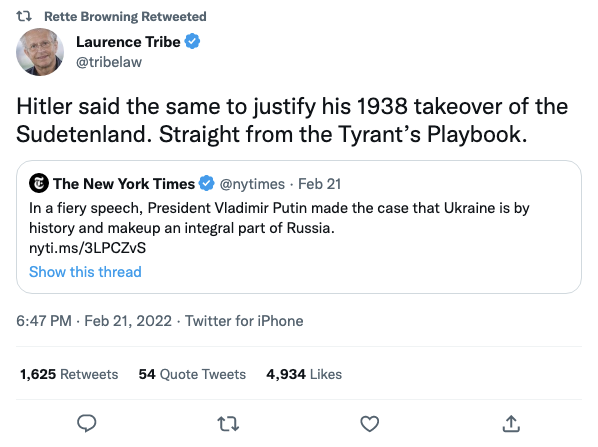 Rette Browning Retweeted
Laurence Tribe
@tribelaw
Hitler said the same to justify his 1938 takeover of the
Sudetenland. Straight from the Tyrant’s Playbook.
The New York Times @nytimes · Feb 21
In a fiery speech, President Vladimir Putin made the case that Ukraine is by
history and makeup an integral part of Russia.
nyti.ms/3LPCZvS
Show this thread
6:47 PM · Feb 21, 2022 · Twitter for iPhone
1,625 Retweets 54 Quote Tweets 4,934 Likes